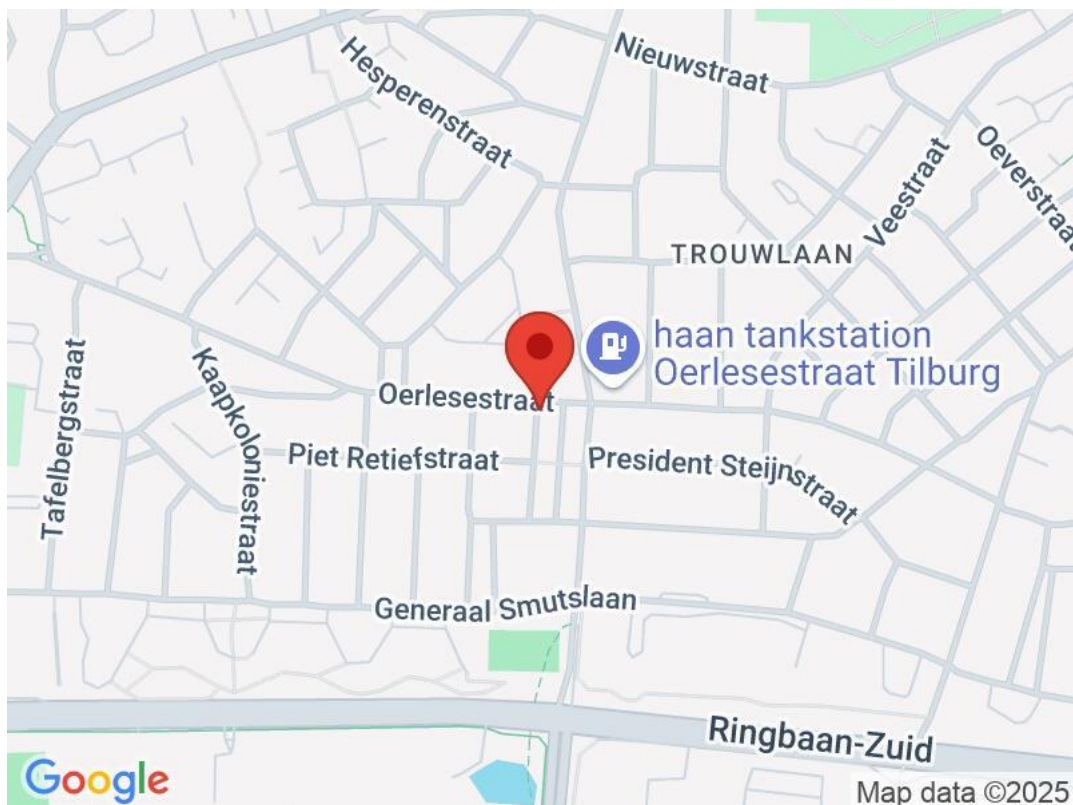 Nieuwstraat
Hesperenstraat
Oeverstraat
Veestraat
TROUWLAAN
haan tankstation
Oerlesestraat Tilburg
Tafelbergstraat
Kaapkoloniestraat
Oerlesestraat
Piet Retiefstraat
President Steijnstraat
Generaal Smutslaan
Ringbaan-Zuid
Google
Map data ©2025